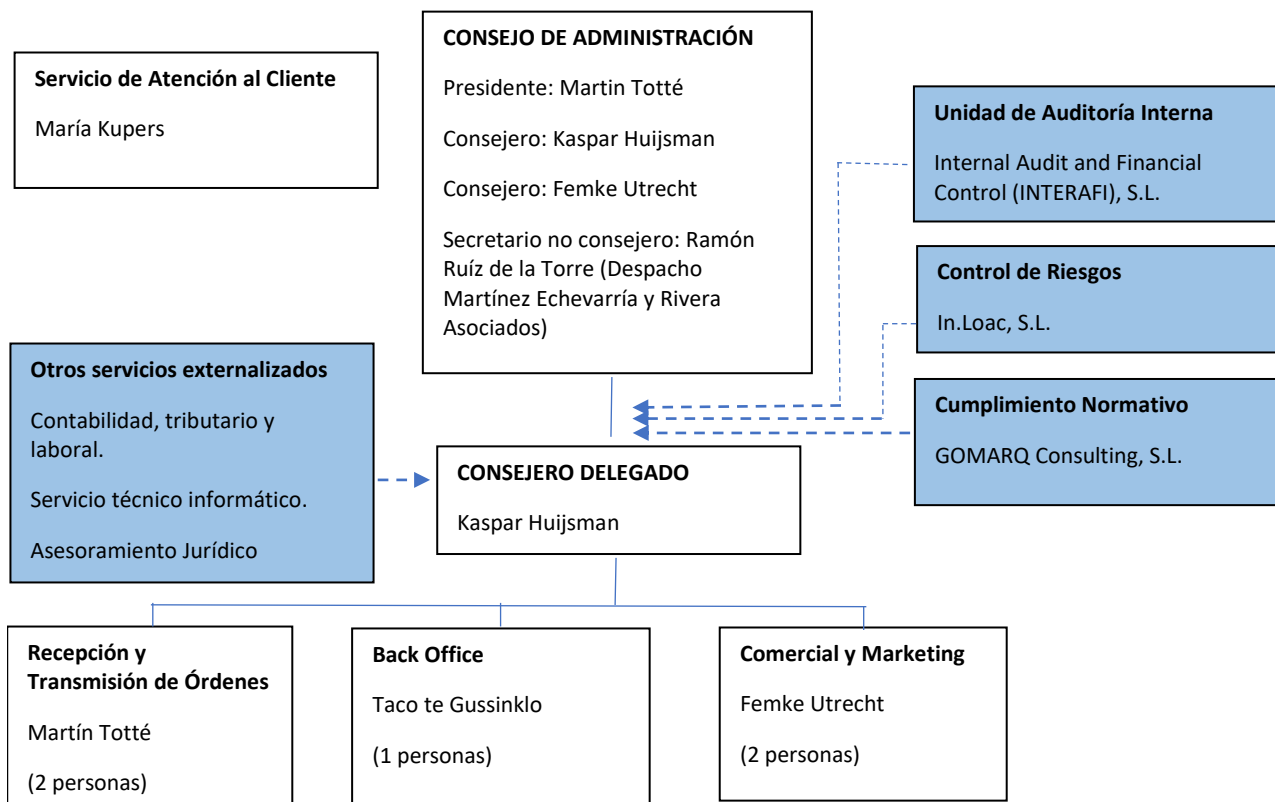 Servicio de Atención al Cliente
María Kupers
CONSEJO DE ADMINISTRACIÓN
Presidente: Martin Totté
Consejero: Kaspar Huijsman
Consejero: Femke Utrecht
Secretario no consejero: Ramón
Ruíz de la Torre (Despacho
Martínez Echevarría y Rivera
Asociados)
Unidad de Auditoría Interna
Internal Audit and Financial
Control (INTERAFI), S.L.
Control de Riesgos
In.Loac, S.L.
Cumplimiento Normativo
GOMARQ Consulting, S.L.
Otros servicios externalizados
Contabilidad, tributario y
laboral.
Servicio técnico informático.
Asesoramiento Jurídico
CONSEJERO DELEGADO
Kaspar Huijsman
Recepción y
Transmisión de Órdenes
Martín Totté
(2 personas)
Back Office
Taco te Gussinklo
(1 personas)
Comercial y Marketing
Femke Utrecht
(2 personas)